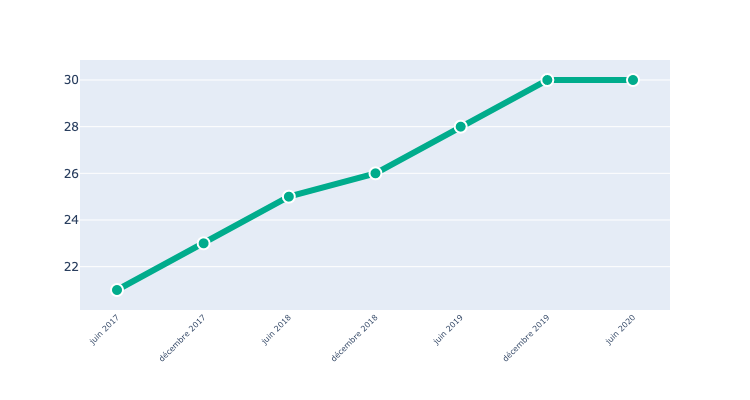 30
28
26
24
22
juin 2017
décembre 2017
juin 2018
décembre 2018
juin 2019
décembre 2019
juin 2020